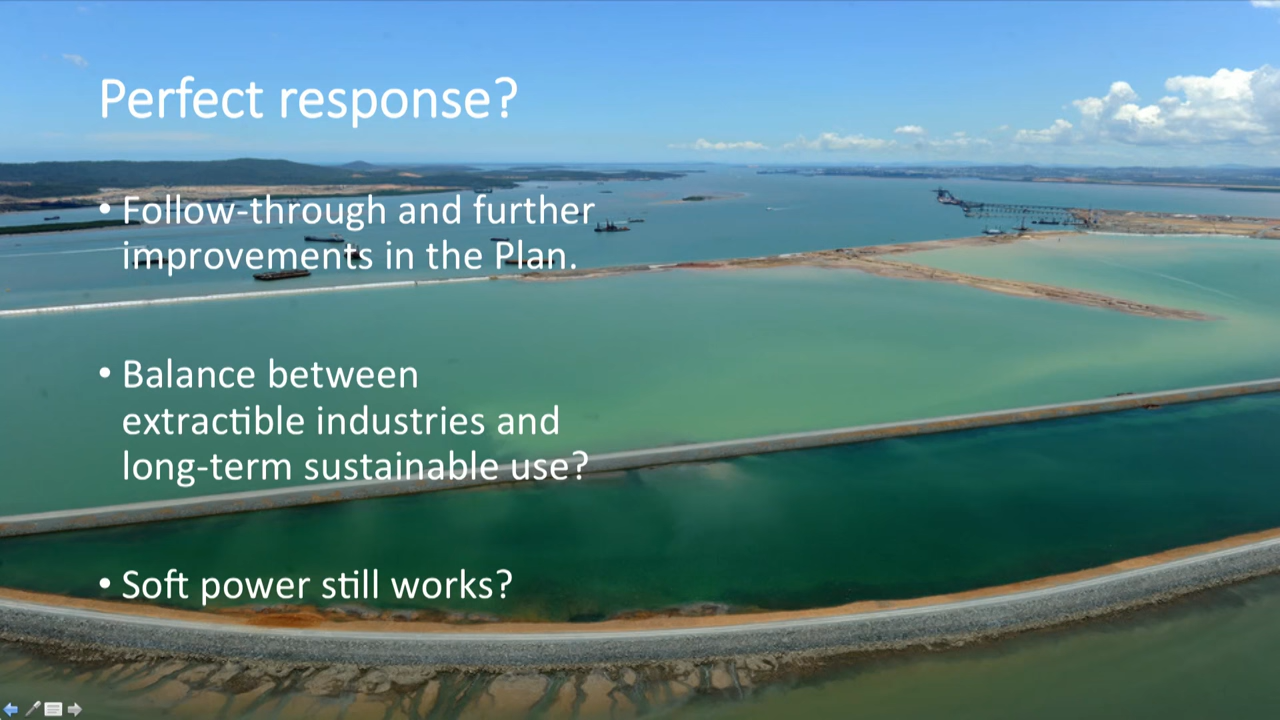 Perfect response?
• Follow-through and further
improvements in the Plan.
• Balance between
extractible industries and
long-term sustainable use?
• Soft power still works?